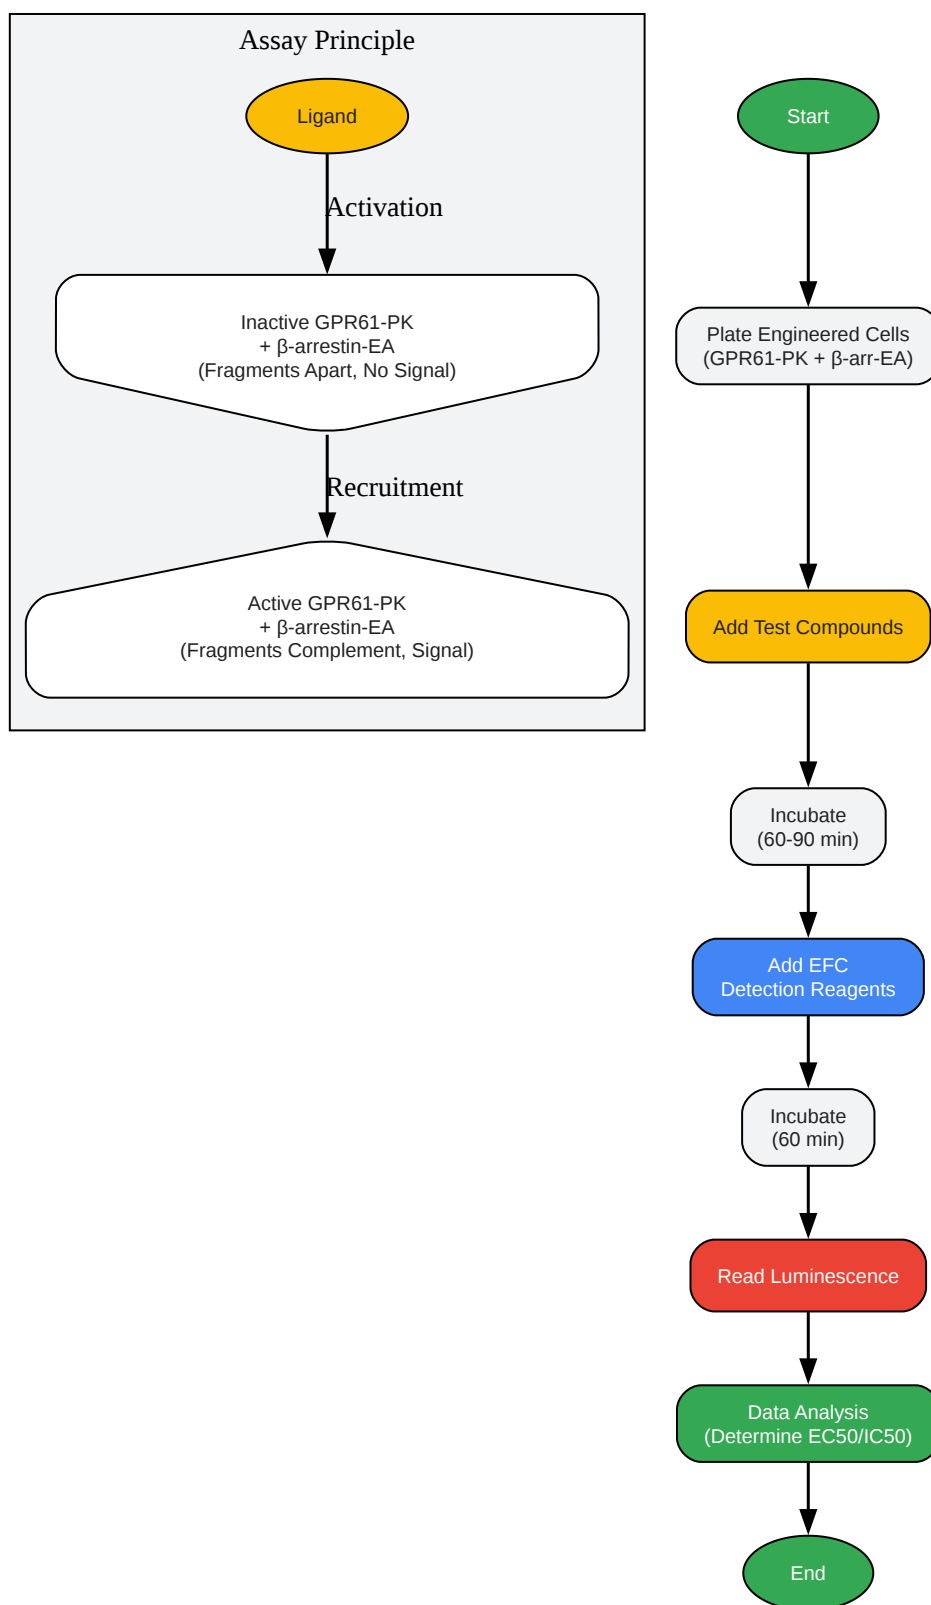 Assay Principle
Ligand
Activation
Inactive GPR61-PK
+ β-arrestin-EA
(Fragments Apart, No Signal)
Recruitment
Active GPR61-PK
+ β-arrestin-EA
(Fragments Complement, Signal)
Start
Plate Engineered Cells
(GPR61-PK + β-arr-EA)
Add Test Compounds
Incubate
(60-90 min)
Add EFC
Detection Reagents
Incubate
(60 min)
Read Luminescence
Data Analysis
(Determine EC50/IC50)
End